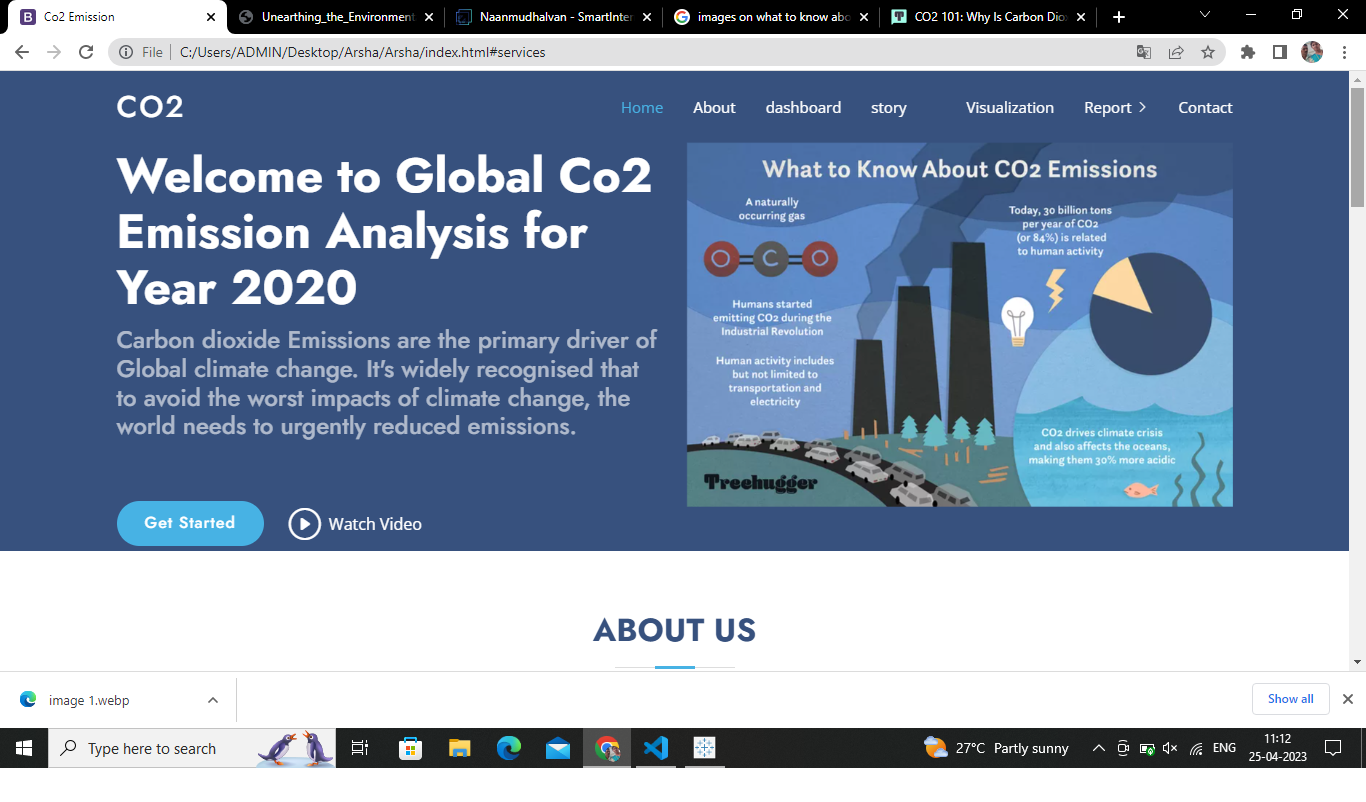 Co2 Emission
Unearthing_the_Environment
Naanmudhalvan - SmartInter
images on what to know abo
CO2 101: Why Is Carbon Dio
File
C:/Users/ADMIN/Desktop/Arsha/Arsha/index.html#services
CO2
Home
About
dashboard
story
Visualization
Report
Contact
Welcome to Global Co2
Emission Analysis for
Year 2020
Carbon dioxide Emissions are the primary driver of
Global climate change. It's widely recognised that
to avoid the worst impacts of climate change, the
world needs to urgently reduced emissions.
Get Started
Watch Video
What to Know About CO2 Emissions
A naturally
occurring gas
O C O
Humans started
emitting CO2 during the
Industrial Revolution
Human activity includes
but not limited to
transportation and
electricity
Today, 30 billion tons
per year of CO2
(or 84%) is related
to human activity
CO2 drives climate crisis
and also affects the oceans,
making them 30% more acidic
Treehugger
ABOUT US
image 1.webp
Show all
Type here to search
27°C Partly sunny
ENG
11:12
25-04-2023